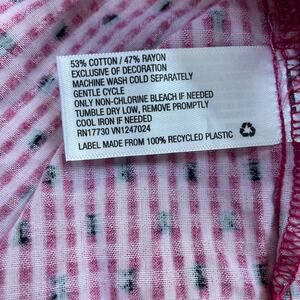 53% COTTON / 47% RAYON
EXCLUSIVE OF DECORATION
MACHINE WASH COLD SEPARATELY
GENTLE CYCLE
ONLY NON-CHLORINE BLEACH IF NEEDED
TUMBLE DRY LOW, REMOVE PROMPTLY
COOL IRON IF NEEDED
RN17730 VN1247024
LABEL MADE FROM 100% RECYCLED PLASTIC